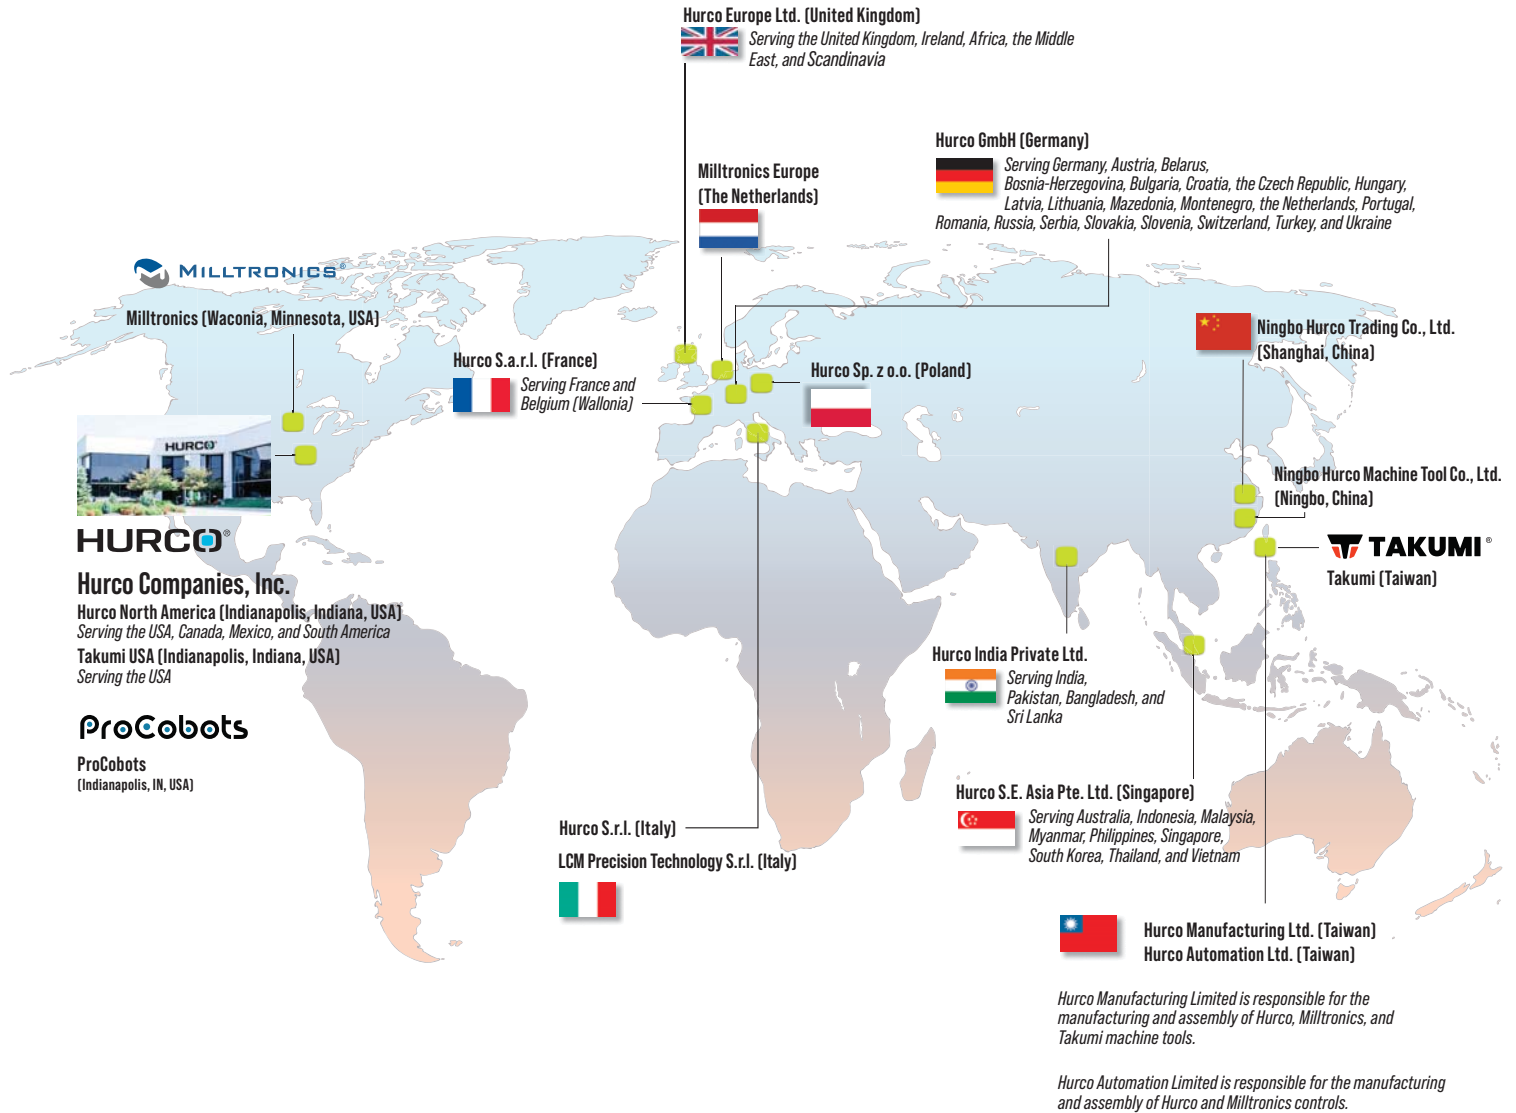 Hurco Europe Ltd. (United Kingdom)
Serving the United Kingdom, Ireland, Africa, the Middle
East, and Scandinavia
Hurco GmbH (Germany)
Serving Germany, Austria, Belarus,
Bosnia-Herzegovina, Bulgaria, Croatia, the Czech Republic, Hungary,
Latvia, Lithuania, Mazedonia, Montenegro, the Netherlands, Portugal,
Romania, Russia, Serbia, Slovakia, Slovenia, Switzerland, Turkey, and Ukraine
Milltronics Europe
(The Netherlands)
MILLTRONICS®
Milltronics (Waconia, Minnesota, USA)
Hurco S.a.r.l. (France)
Serving France and
Belgium (Wallonia)
Hurco Sp. z o.o. (Poland)
Ningbo Hurco Trading Co., Ltd.
(Shanghai, China)
Ningbo Hurco Machine Tool Co., Ltd.
(Ningbo, China)
TAKUMI®
Takumi (Taiwan)
HURCO
HURCO®
Hurco Companies, Inc.
Hurco North America (Indianapolis, Indiana, USA)
Serving the USA, Canada, Mexico, and South America
Takumi USA (Indianapolis, Indiana, USA)
Serving the USA
ProCobots
ProCobots
(Indianapolis, IN, USA)
Hurco India Private Ltd.
Serving India,
Pakistan, Bangladesh, and
Sri Lanka
Hurco S.E. Asia Pte. Ltd. (Singapore)
Serving Australia, Indonesia, Malaysia,
Myanmar, Philippines, Singapore,
South Korea, Thailand, and Vietnam
Hurco S.r.l. (Italy)
LCM Precision Technology S.r.l. (Italy)
Hurco Manufacturing Ltd. (Taiwan)
Hurco Automation Ltd. (Taiwan)
Hurco Manufacturing Limited is responsible for the
manufacturing and assembly of Hurco, Milltronics, and
Takumi machine tools.
Hurco Automation Limited is responsible for the manufacturing
and assembly of Hurco and Milltronics controls.